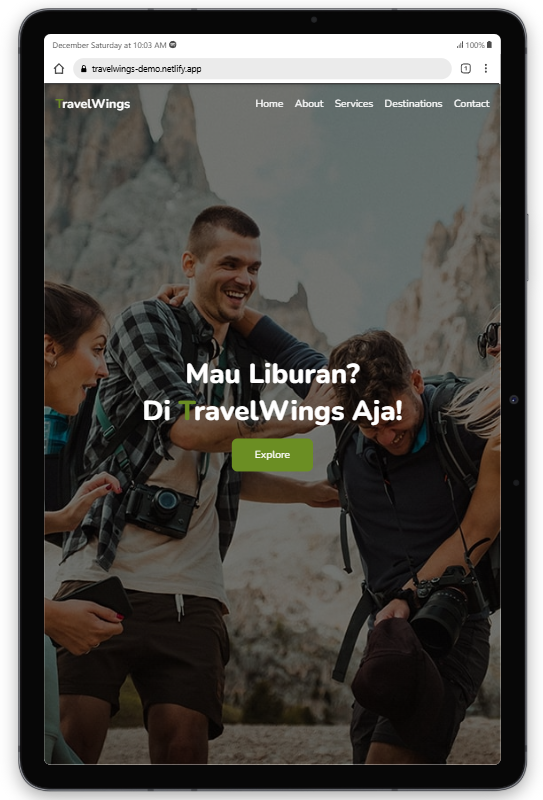 December Saturday at 10:03 AM
100%
travelwings-demo.netlify.app
1
TravelWings
Home About Services Destinations Contact
Mau Liburan?
Di TravelWings Aja!
Explore